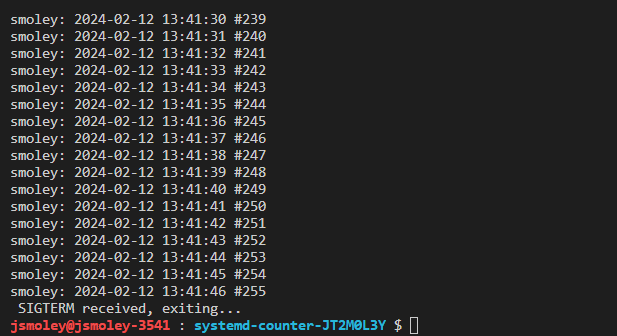 smoley: 2024-02-12 13:41:30 #239
smoley: 2024-02-12 13:41:31 #240
smoley: 2024-02-12 13:41:32 #241
smoley: 2024-02-12 13:41:33 #242
smoley: 2024-02-12 13:41:34 #243
smoley: 2024-02-12 13:41:35 #244
smoley: 2024-02-12 13:41:36 #245
smoley: 2024-02-12 13:41:37 #246
smoley: 2024-02-12 13:41:38 #247
smoley: 2024-02-12 13:41:39 #248
smoley: 2024-02-12 13:41:40 #249
smoley: 2024-02-12 13:41:41 #250
smoley: 2024-02-12 13:41:42 #251
smoley: 2024-02-12 13:41:43 #252
smoley: 2024-02-12 13:41:44 #253
smoley: 2024-02-12 13:41:45 #254
smoley: 2024-02-12 13:41:46 #255
SIGTERM received, exiting...
jsmoley@jsmoley-3541 : systemd-counter-JT2M0L3Y $